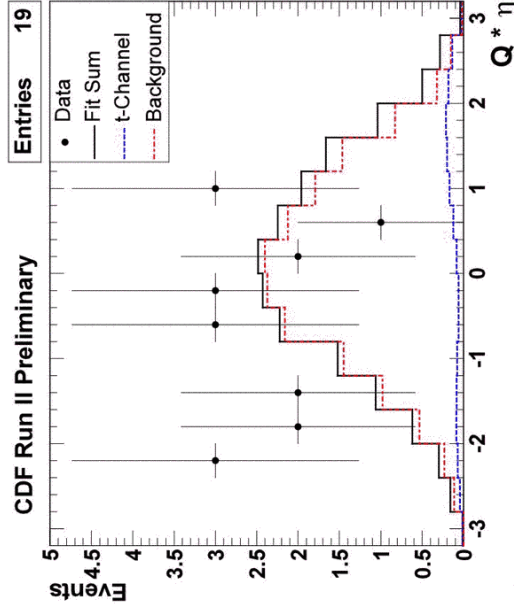 CDF Run II Preliminary
Entries 19
Data
Fit Sum
t-Channel
Background
Events
5
4.5
4
3.5
3
2.5
2
1.5
1
0.5
0
-3 -2 -1 0 1 2 3
Q * η